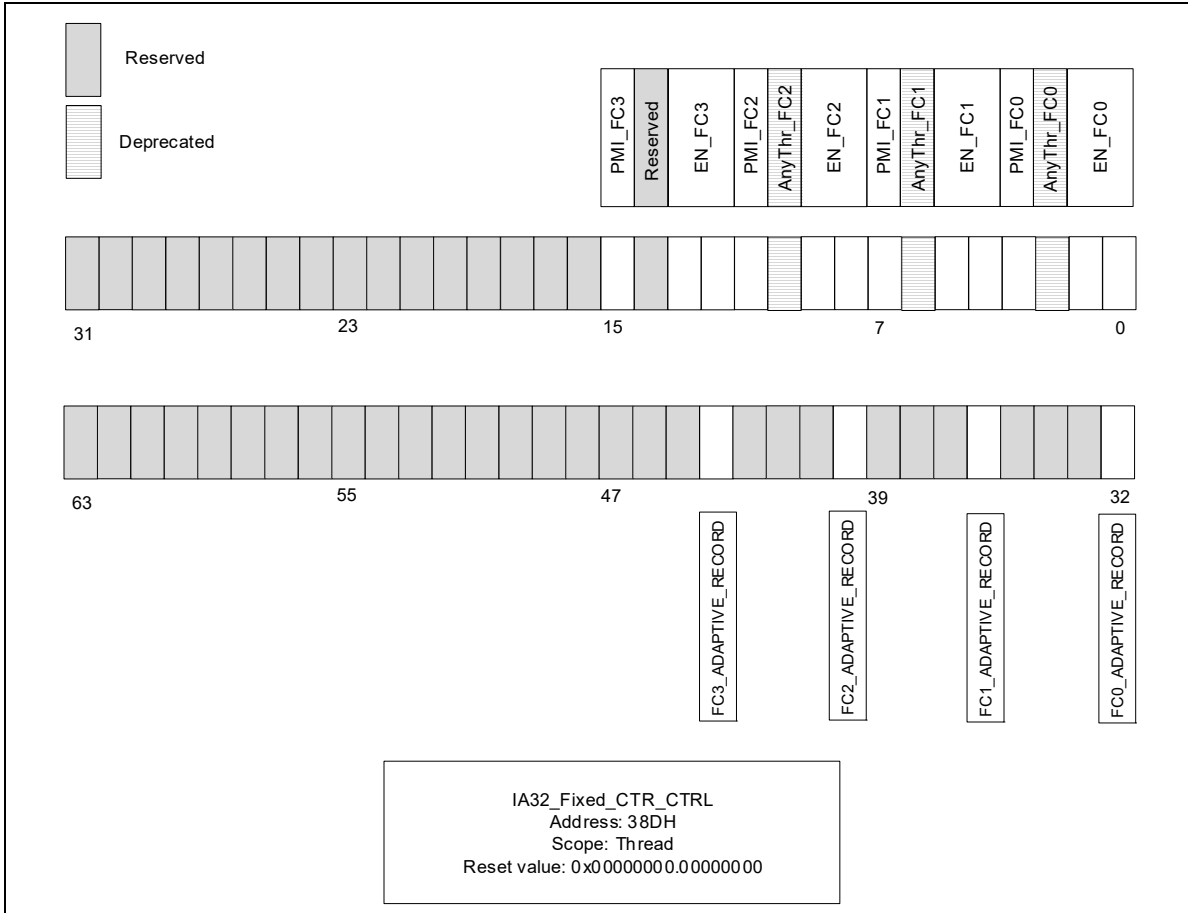 Reserved
Deprecated
PMI_FC3
Reserved
EN_FC3
PMI_FC2
AnyThr_FC2
EN_FC2
PMI_FC1
AnyThr_FC1
EN_FC1
PMI_FC0
AnyThr_FC0
EN_FC0
31 23 15 7 0
63 55 47 39 32
FC3_ADAPTIVE_RECORD
FC2_ADAPTIVE_RECORD
FC1_ADAPTIVE_RECORD
FC0_ADAPTIVE_RECORD
IA32_Fixed_CTR_CTRL
Address: 38DH
Scope: Thread
Reset value: 0x00000000.00000000